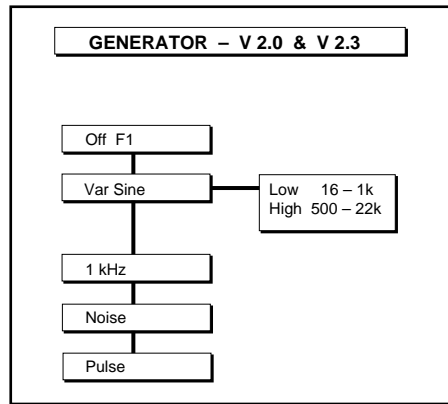 GENERATOR – V 2.0 & V 2.3
Off F1
Var Sine
Low 16 – 1k
High 500 – 22k
1 kHz
Noise
Pulse